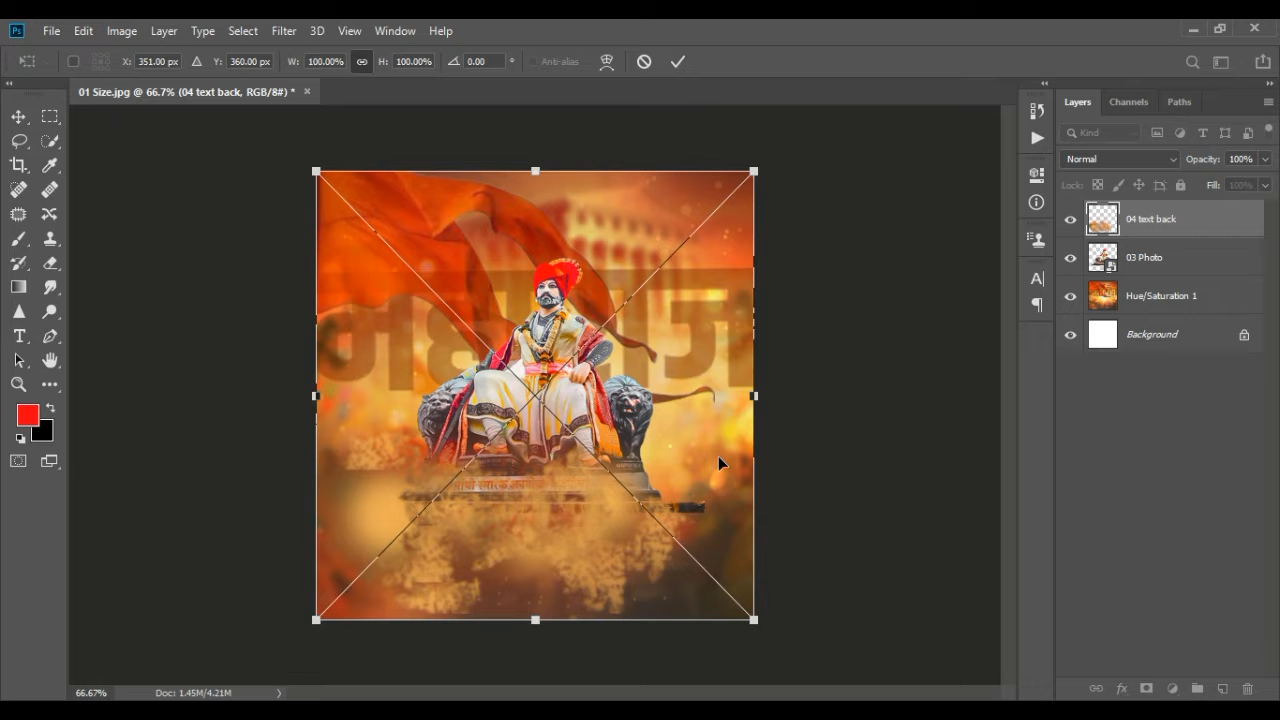 Ps File Edit Image Layer Type Select Filter 3D View Window Help
X: 351.00 px Y: 360.00 px W: 100.00% H: 100.00% 0.00 ° Anti-alias
01 Size.jpg @ 66.7% (04 text back, RGB/8#) * ×
Layers Channels Paths
Kind
Normal Opacity: 100%
Lock: Fill: 100%
04 text back
03 Photo
Hue/Saturation 1
Background
महाराज
66.67% Doc: 1.45M/4.21M